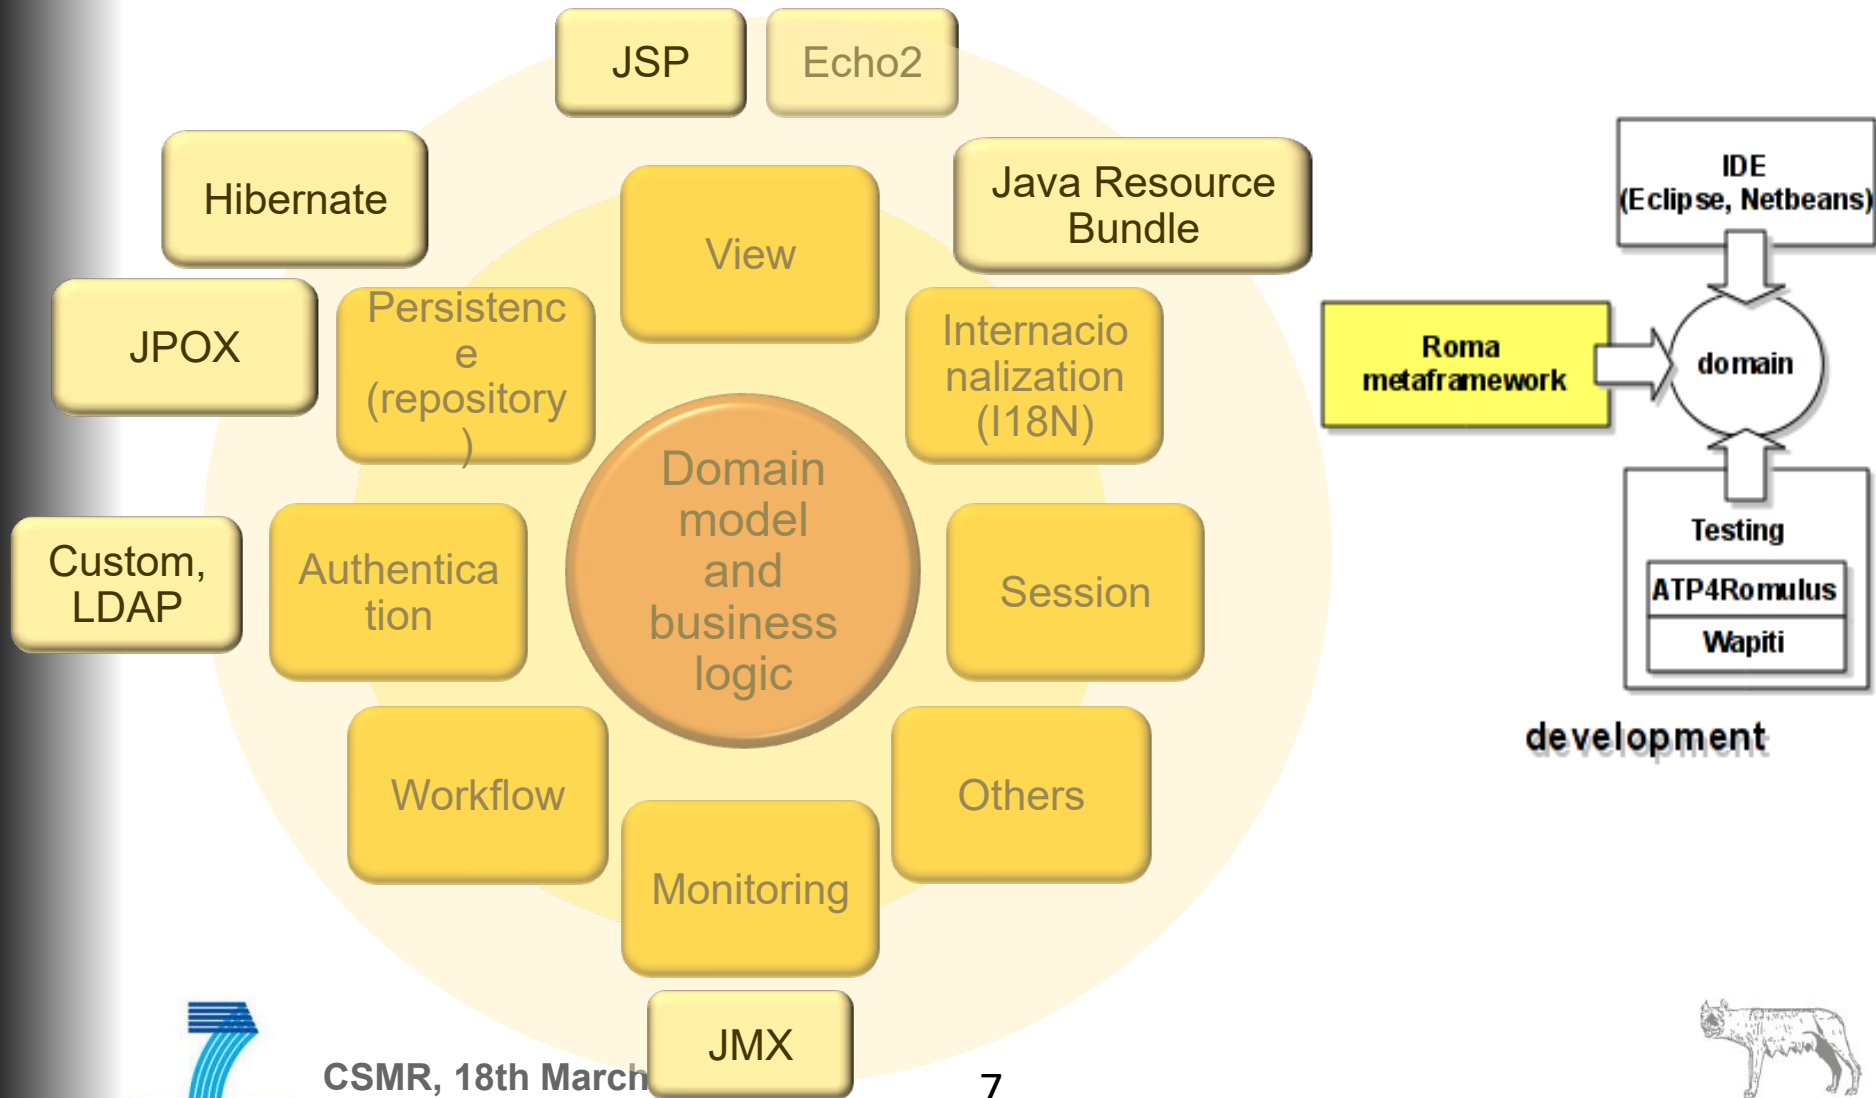 JSP
Echo2
Hibernate
Java Resource
Bundle
View
JPOX
Persistenc
e
(repository
)
Internacio
nalization
(I18N)
Domain
model
and
business
logic
Custom,
LDAP
Authentica
tion
Session
Workflow
Others
Monitoring
JMX
IDE
(Eclipse, Netbeans)
Roma
metaframework
domain
Testing
ATP4Romulus
Wapiti
development
CSMR, 18th March
7